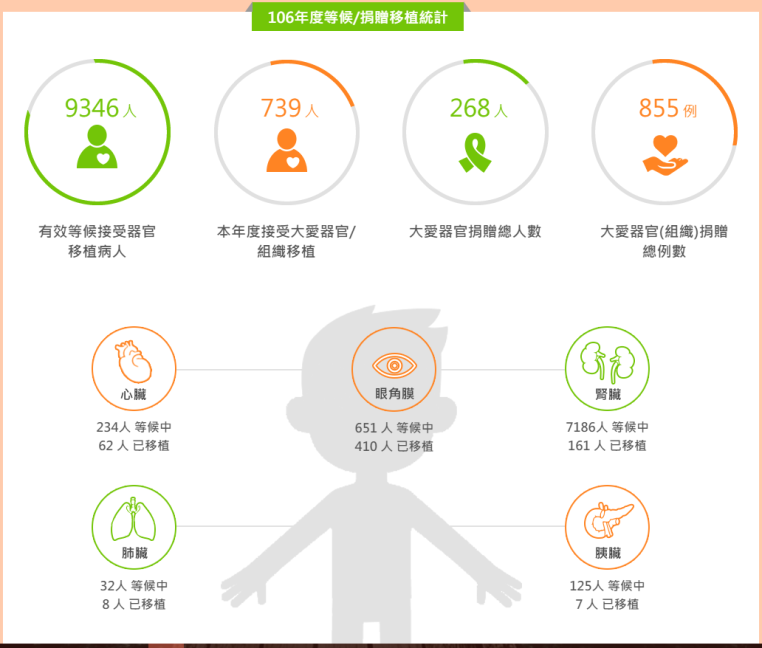 106年度等候/捐贈移植統計
9346人
739人
268人
855例
有效等候接受器官
移植病人
本年度接受大愛器官/
組織移植
大愛器官捐贈總人數
大愛器官(組織)捐贈
總例數
心臟
234人 等候中
62 人 已移植
眼角膜
651 人 等候中
410 人 已移植
腎臟
7186人 等候中
161 人 已移植
肺臟
32人 等候中
8 人 已移植
胰臟
125人 等候中
7 人 已移植